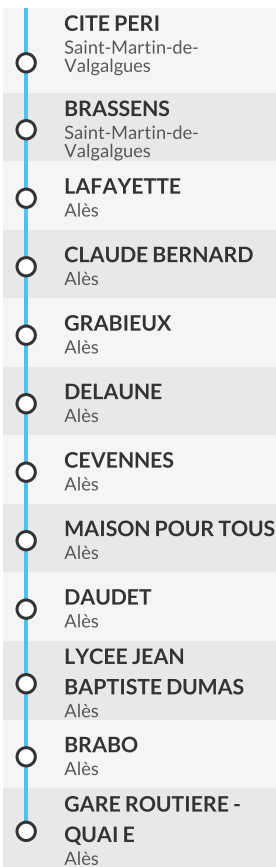 CITE PERI
Saint-Martin-de-
Valgalgues
BRASSENS
Saint-Martin-de-
Valgalgues
LAFAYETTE
Alès
CLAUDE BERNARD
Alès
GRABIEUX
Alès
DELAUNE
Alès
CEVENNES
Alès
MAISON POUR TOUS
Alès
DAUDET
Alès
LYCEE JEAN
BAPTISTE DUMAS
Alès
BRABO
Alès
GARE ROUTIERE -
QUAI E
Alès